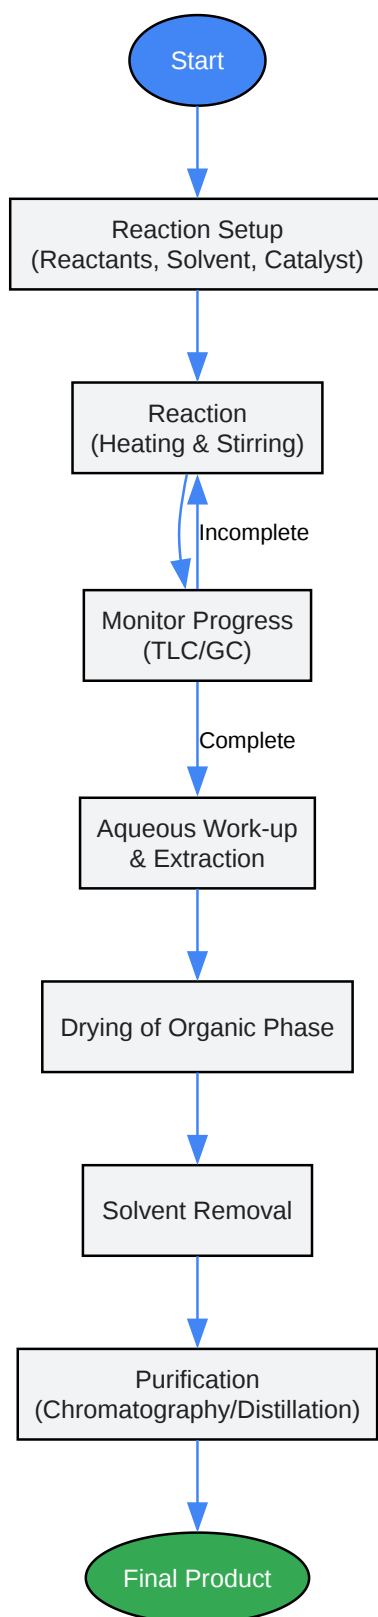 Start
Reaction Setup
(Reactants, Solvent, Catalyst)
Reaction
(Heating & Stirring)
Incomplete
Monitor Progress
(TLC/GC)
Complete
Aqueous Work-up
& Extraction
Drying of Organic Phase
Solvent Removal
Purification
(Chromatography/Distillation)
Final Product